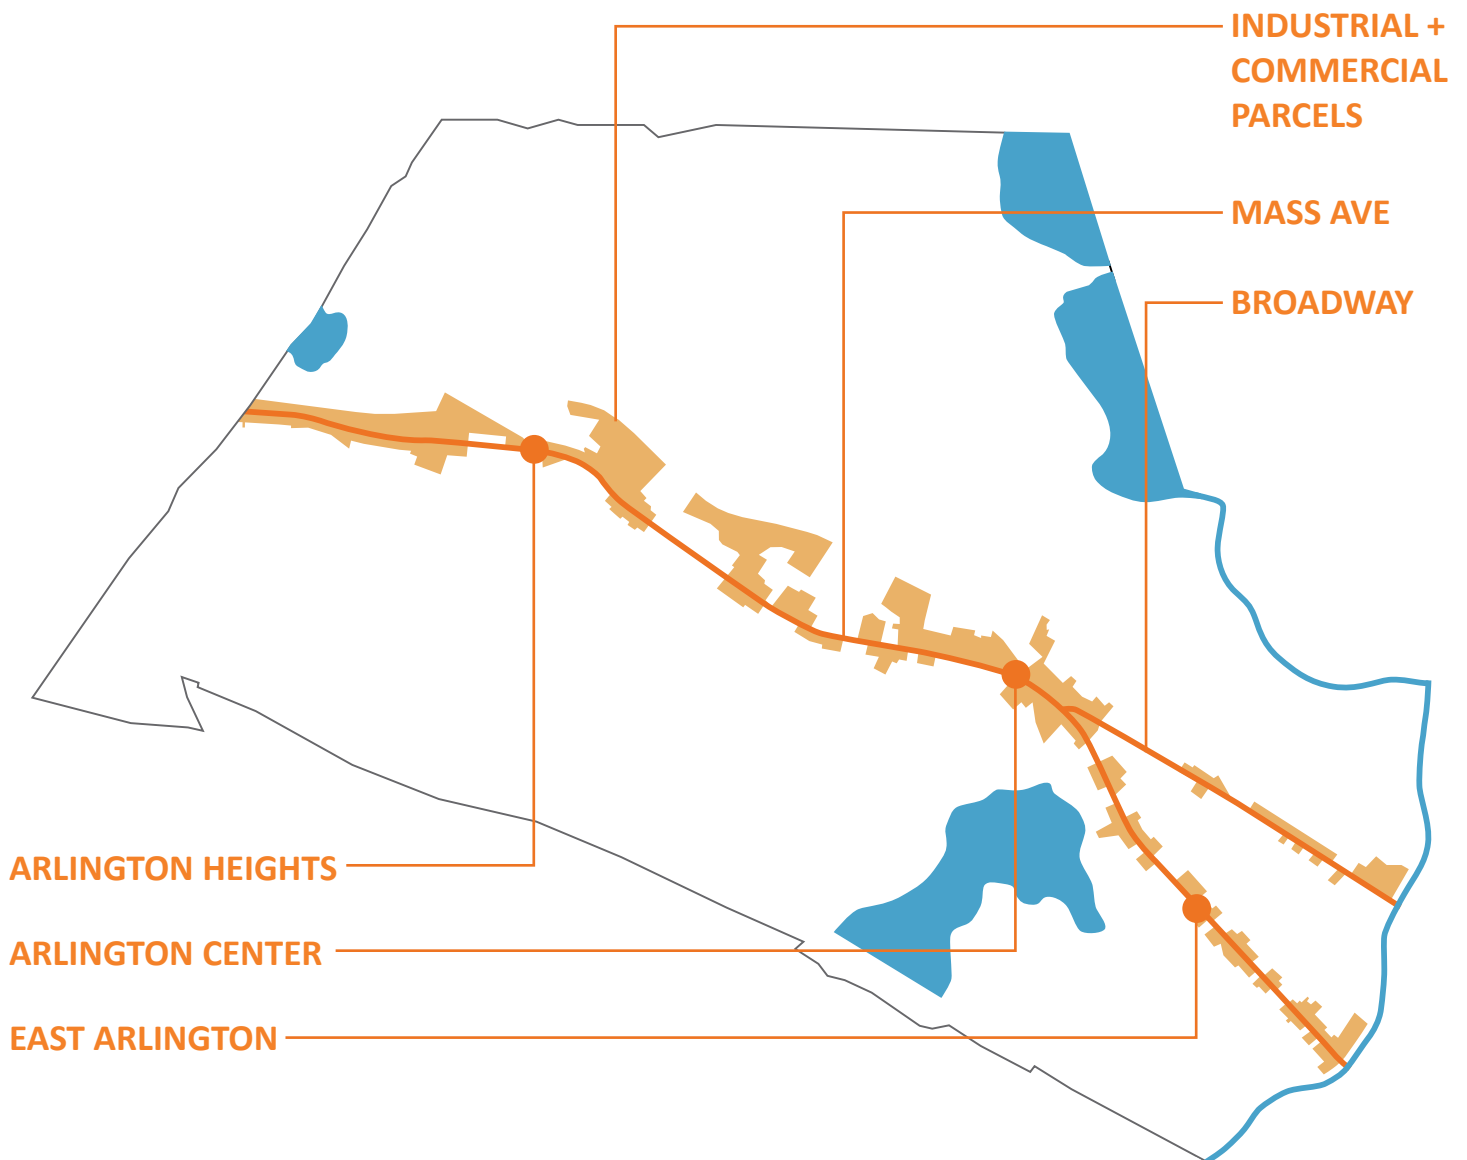 INDUSTRIAL +
COMMERCIAL
PARCELS
MASS AVE
BROADWAY
ARLINGTON HEIGHTS
ARLINGTON CENTER
EAST ARLINGTON